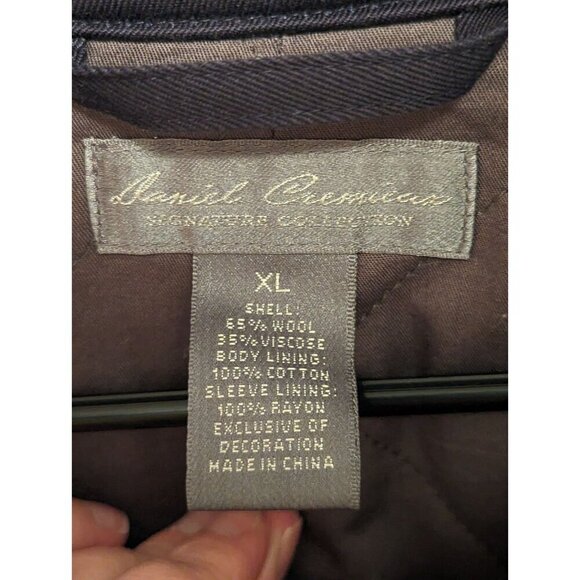 Daniel Cremieux
SIGNATURE COLLECTION
XL
SHELL:
65% WOOL
35% VISCOSE
BODY LINING:
100% COTTON
SLEEVE LINING:
100% RAYON
EXCLUSIVE OF
DECORATION
MADE IN CHINA